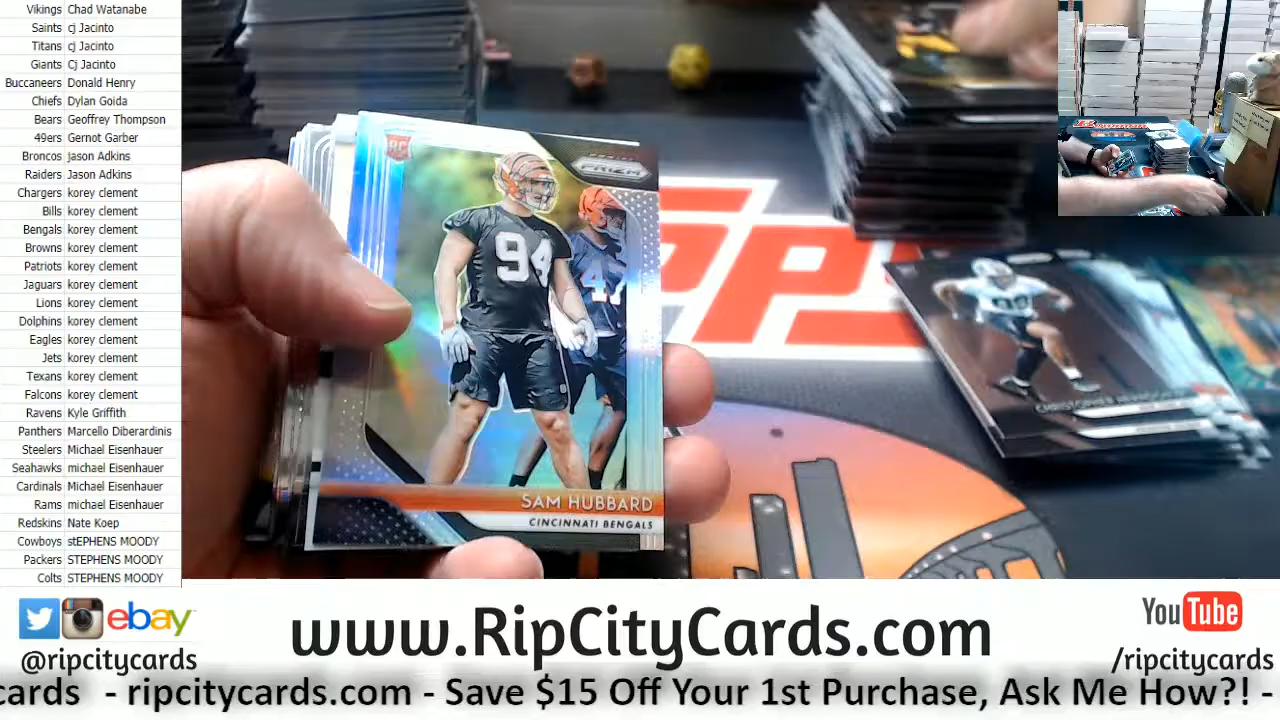 Vikings Chad Watanabe
Saints cj Jacinto
Titans cj Jacinto
Giants Cj Jacinto
Buccaneers Donald Henry
Chiefs Dylan Goida
Bears Geoffrey Thompson
49ers Gernot Garber
Broncos Jason Adkins
Raiders Jason Adkins
Chargers korey clement
Bills korey clement
Bengals korey clement
Browns korey clement
Patriots korey clement
Jaguars korey clement
Lions korey clement
Dolphins korey clement
Eagles korey clement
Jets korey clement
Texans korey clement
Falcons korey clement
Ravens Kyle Griffith
Panthers Marcello Diberardinis
Steelers Michael Eisenhauer
Seahawks michael Eisenhauer
Cardinals Michael Eisenhauer
Rams michael Eisenhauer
Redskins Nate Koep
Cowboys stEPHENS MOODY
Packers STEPHENS MOODY
Colts STEPHENS MOODY
RC
PRIZM
94
47
SAM HUBBARD
CINCINNATI BENGALS
CHRISTOPHER
ebay
@ripcitycards
www.RipCityCards.com
YouTube
/ripcitycards
cards - ripcitycards.com - Save $15 Off Your 1st Purchase, Ask Me How?! -